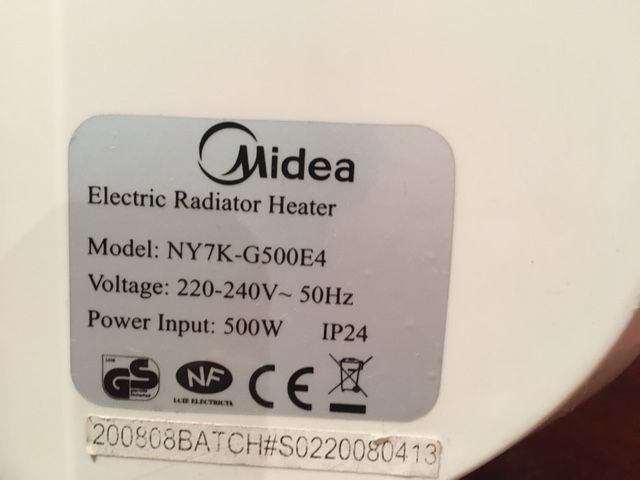 Midea
Electric Radiator Heater
Model: NY7K-G500E4
Voltage: 220-240V~ 50Hz
Power Input: 500W IP24
GS NF CE
LCIE ELECTRICITE
200808BATCH#S0220080413